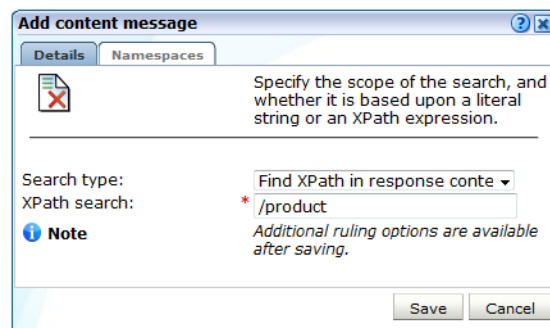 Add content message
Details
Namespaces
Specify the scope of the search, and
whether it is based upon a literal
string or an XPath expression.
Search type:
Find XPath in response conte
XPath search:
* /product
Note
Additional ruling options are available
after saving.
Save
Cancel